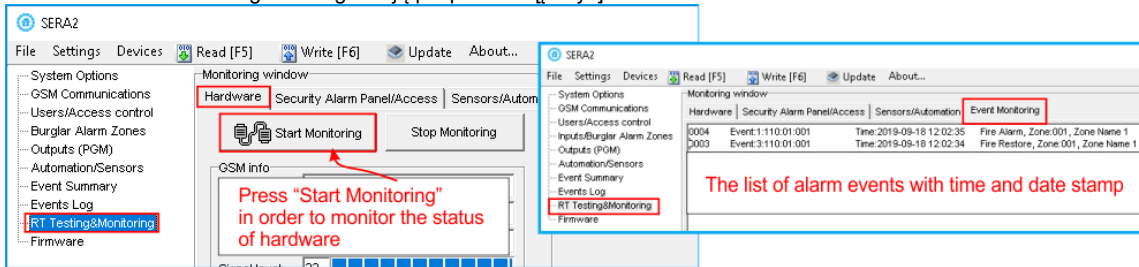 SERA2
File Settings Devices Read [F5] Write [F6] Update About...
System Options
GSM Communications
Users/Access control
Burglar Alarm Zones
Outputs (PGM)
Automation/Sensors
Event Summary
Events Log
RT Testing&Monitoring
Firmware
Monitoring window
Hardware Security Alarm Panel/Access Sensors/Autom
Start Monitoring Stop Monitoring
GSM info
Press “Start Monitoring”
in order to monitor the status
of hardware
22
SERA2
File Settings Devices Read [F5] Write [F6] Update About...
System Options
GSM Communications
Users/Access control
Inputs/Burglar Alarm Zones
Outputs (PGM)
Automation/Sensors
Event Summary
Events Log
RT Testing&Monitoring
Firmware
Monitoring window
Hardware Security Alarm Panel/Access Sensors/Automation Event Monitoring
0004 Event:1:110:01:001 Time:2019-09-18 12:02:35 Fire Alarm, Zone:001, Zone Name 1
0003 Event:3:110:01:001 Time:2019-09-18 12:02:34 Fire Restore, Zone:001, Zone Name 1
The list of alarm events with time and date stamp